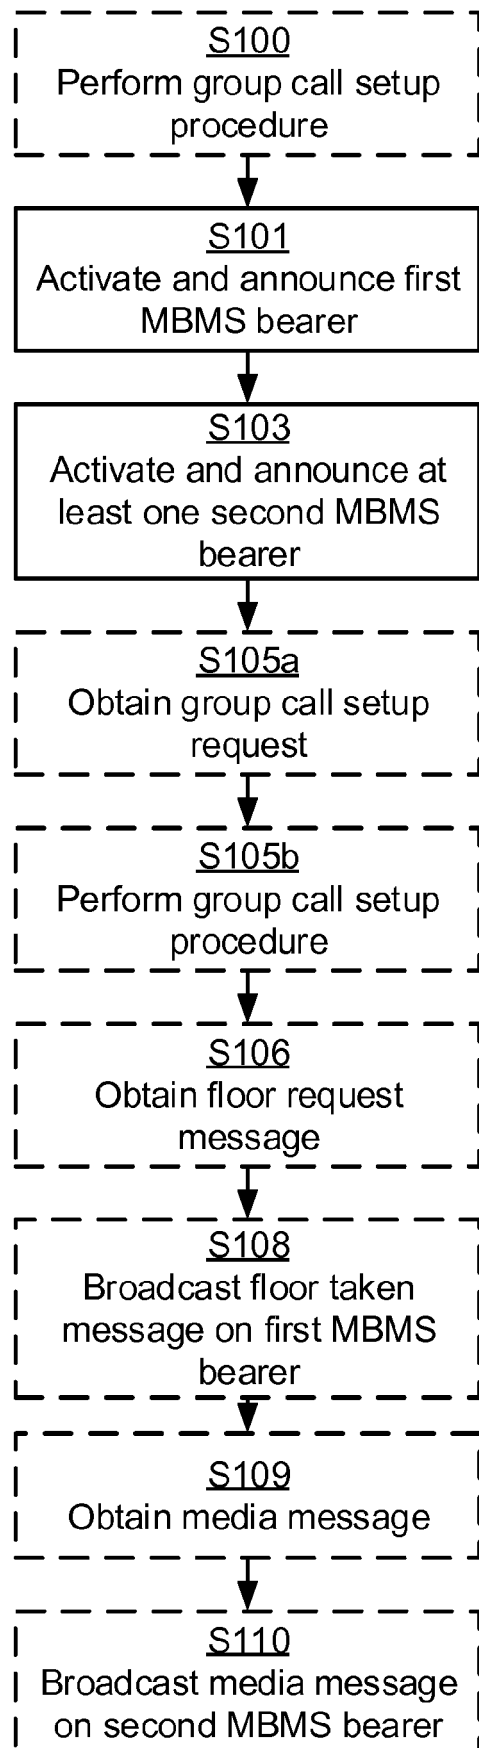 S100
Perform group call setup
procedure
S101
Activate and announce first
MBMS bearer
S103
Activate and announce at
least one second MBMS
bearer
S105a
Obtain group call setup
request
S105b
Perform group call setup
procedure
S106
Obtain floor request
message
S108
Broadcast floor taken
message on first MBMS
bearer
S109
Obtain media message
S110
Broadcast media message
on second MBMS bearer